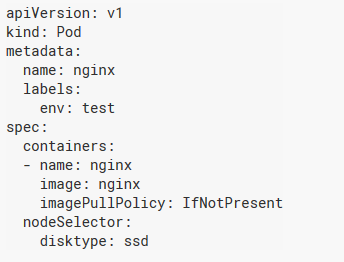 apiVersion: v1
kind: Pod
metadata:
  name: nginx
  labels:
    env: test
spec:
  containers:
  - name: nginx
    image: nginx
    imagePullPolicy: IfNotPresent
  nodeSelector:
    disktype: ssd